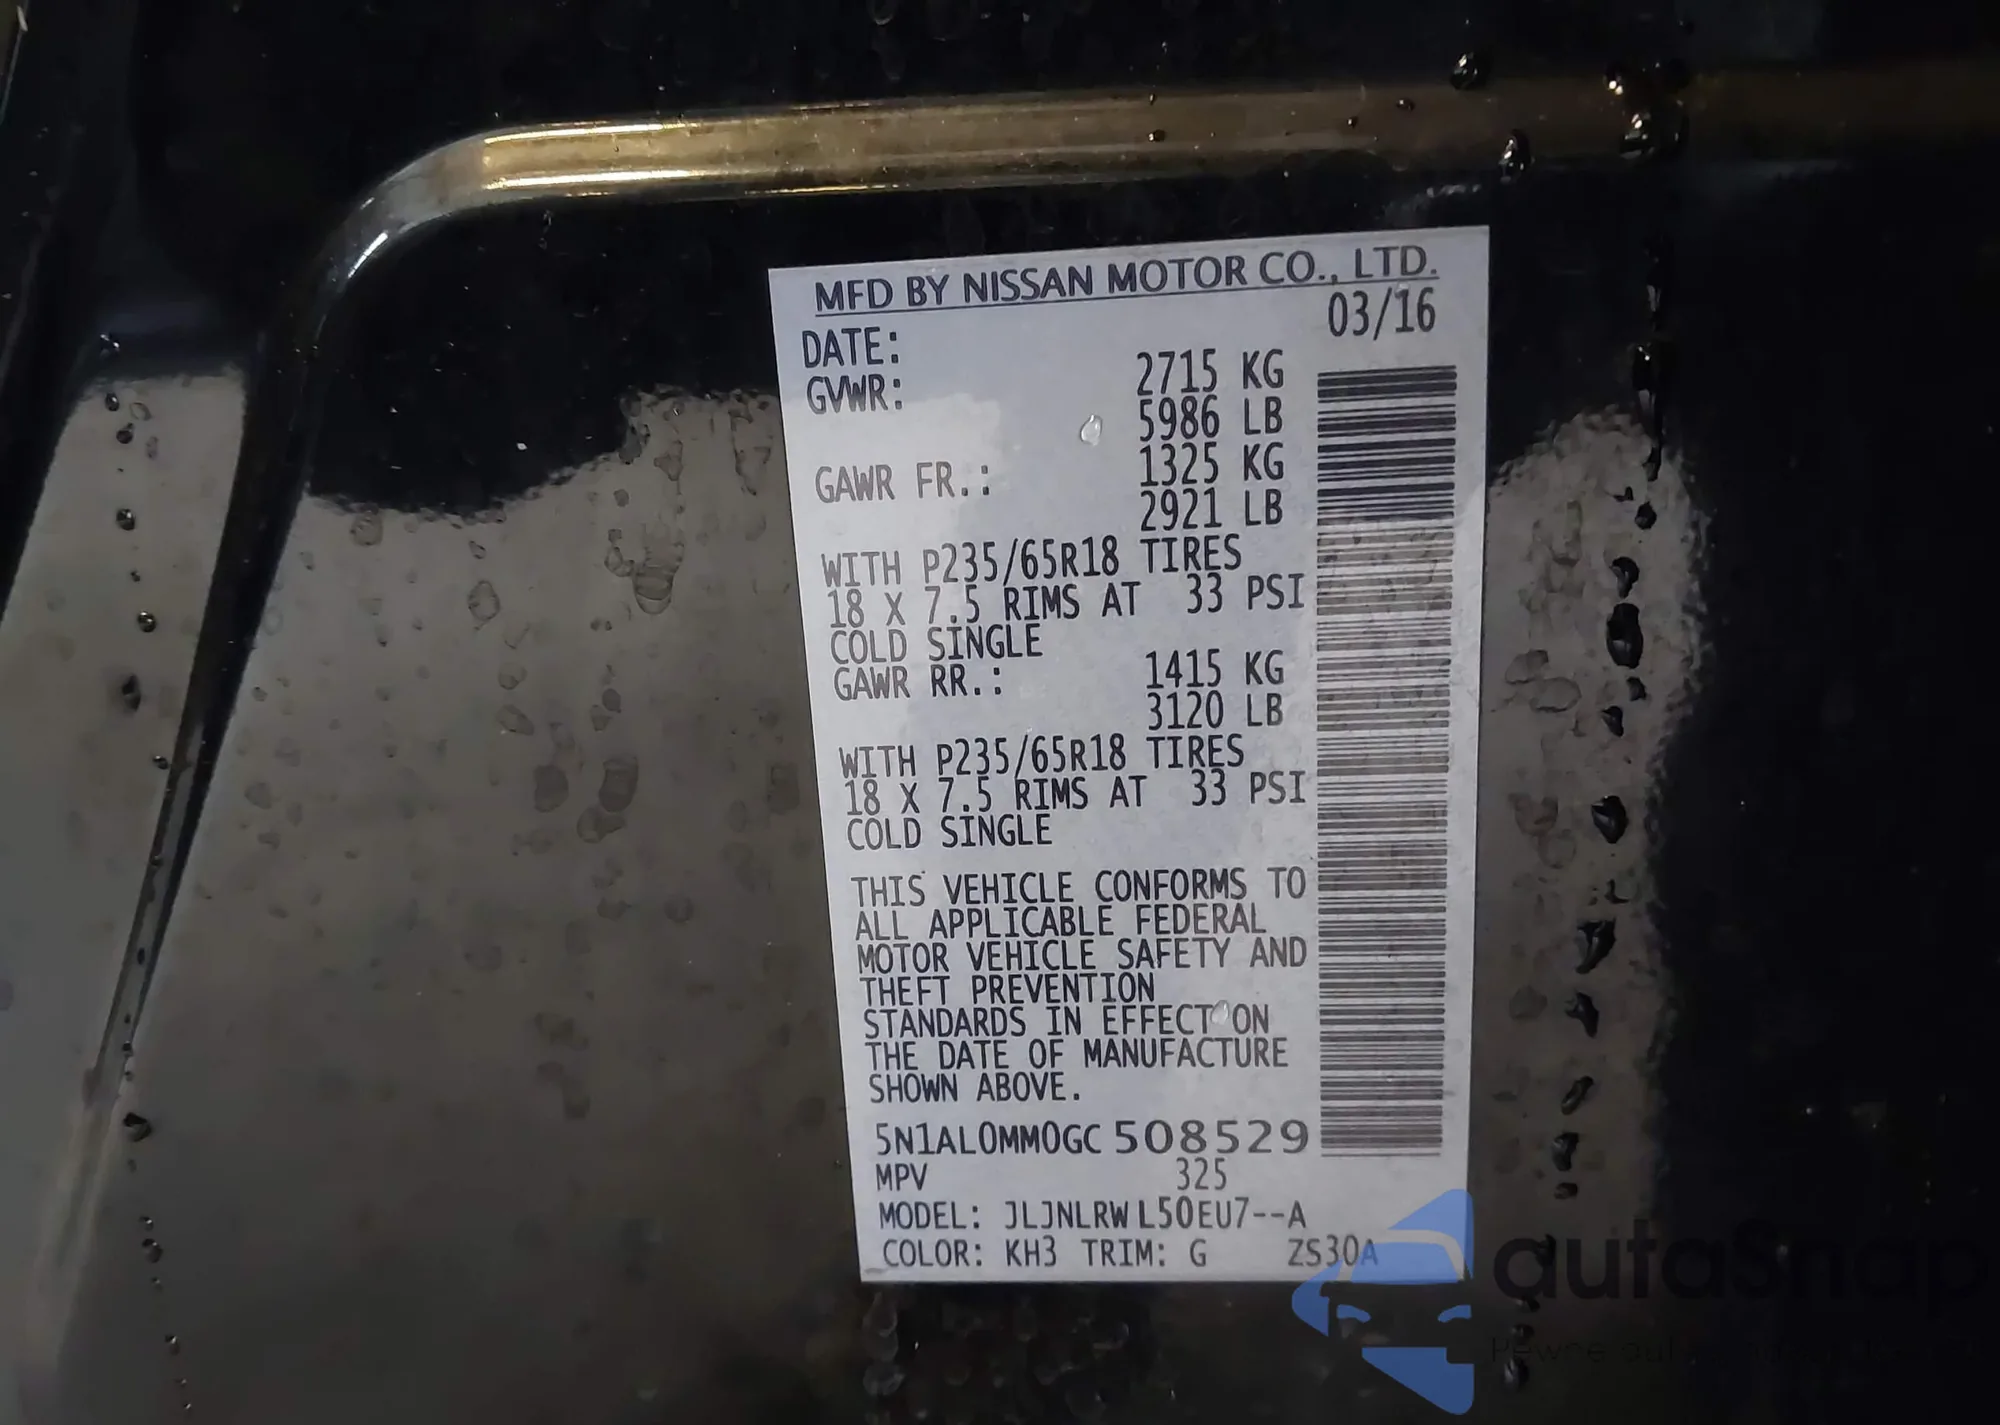 MFD BY NISSAN MOTOR CO., LTD.
DATE: 03/16
GVWR: 2715 KG
5986 LB
GAWR FR.: 1325 KG
2921 LB
WITH P235/65R18 TIRES
18 X 7.5 RIMS AT 33 PSI
COLD SINGLE
GAWR RR.: 1415 KG
3120 LB
WITH P235/65R18 TIRES
18 X 7.5 RIMS AT 33 PSI
COLD SINGLE
THIS VEHICLE CONFORMS TO
ALL APPLICABLE FEDERAL
MOTOR VEHICLE SAFETY AND
THEFT PREVENTION
STANDARDS IN EFFECT ON
THE DATE OF MANUFACTURE
SHOWN ABOVE.
5N1AL0MM0GC508529
MPV 325
MODEL: JLJNLRW L50EU7--A
COLOR: KH3 TRIM: G ZS30A
autaSnap